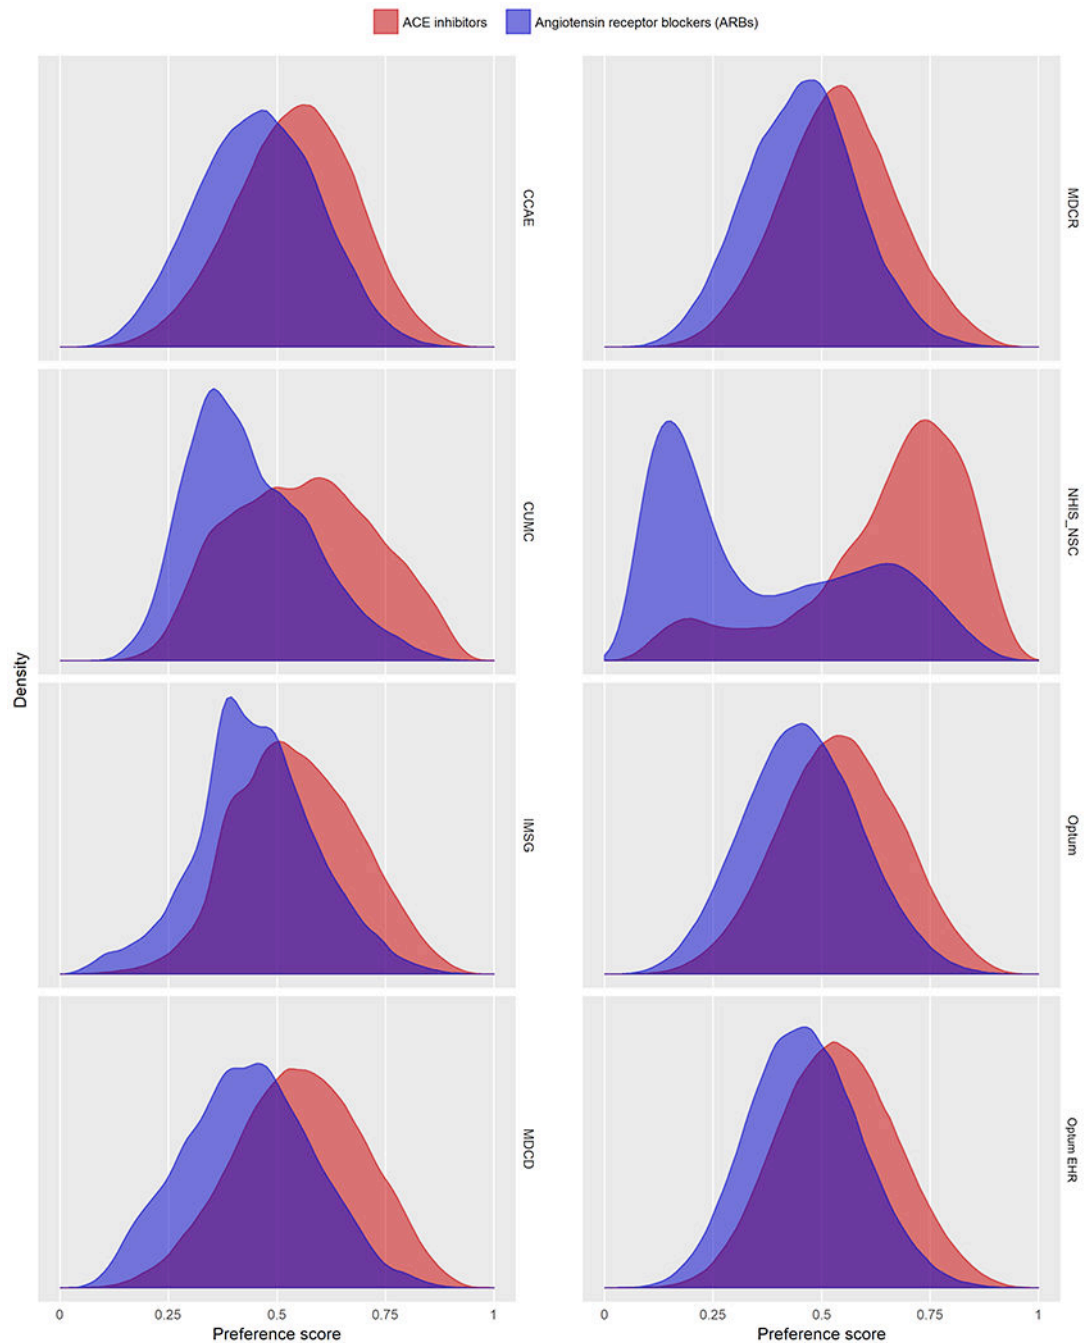 ACE inhibitors Angiotensin receptor blockers (ARBs)
CCAE
MDCR
CUMC
NHIS_NSC
Density
IMSG
Optum
MDCD
Optum EHR
0 0.25 0.5 0.75 1 0 0.25 0.5 0.75 1
Preference score Preference score